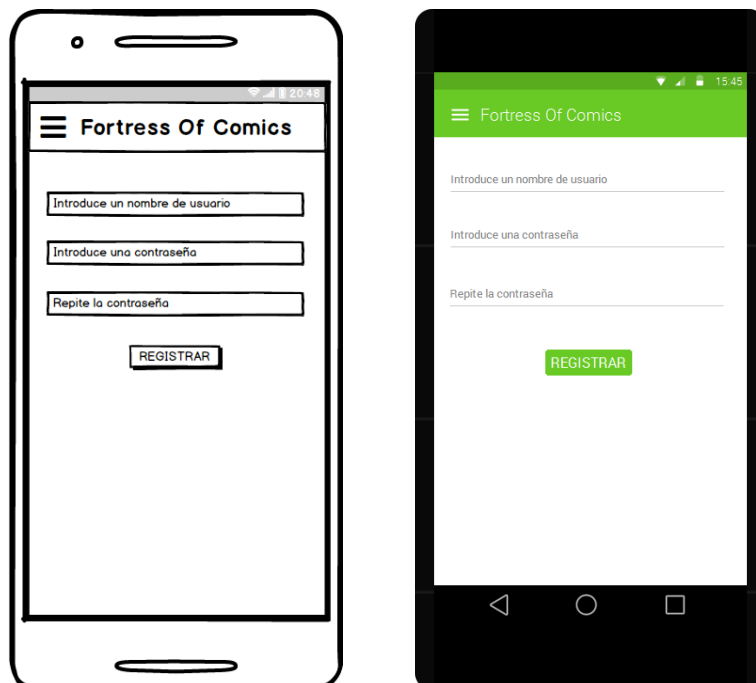 20:48
Fortress Of Comics
Introduce un nombre de usuario
Introduce una contraseña
Repite la contraseña
REGISTRAR
15:45
Fortress Of Comics
Introduce un nombre de usuario
Introduce una contraseña
Repite la contraseña
REGISTRAR